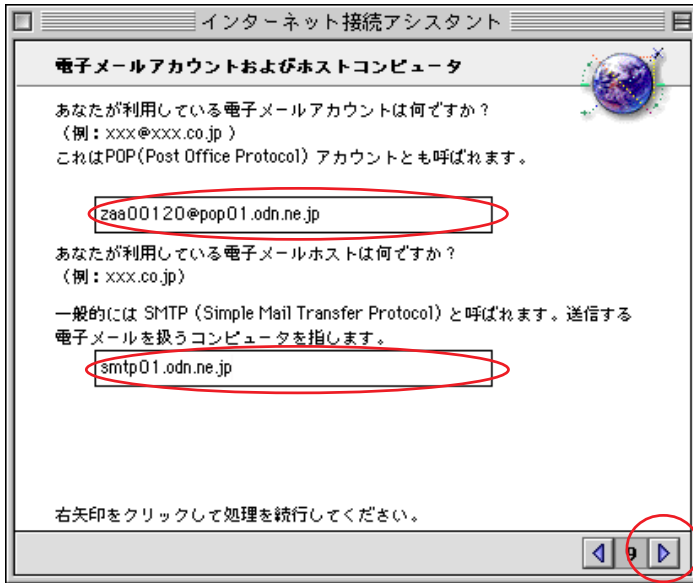 インターネット接続アシスタント
電子メールアカウントおよびホストコンピュータ
あなたが利用している電子メールアカウントは何ですか？
（例：xxx@xxx.co.jp ）
これはPOP(Post Office Protocol) アカウントとも呼ばれます。
zaa00120@pop01.odn.ne.jp
あなたが利用している電子メールホストは何ですか？
（例：xxx.co.jp)
一般的には SMTP (Simple Mail Transfer Protocol) と呼ばれます。送信する
電子メールを扱うコンピュータを指します。
smtp01.odn.ne.jp
右矢印をクリックして処理を続行してください。
9